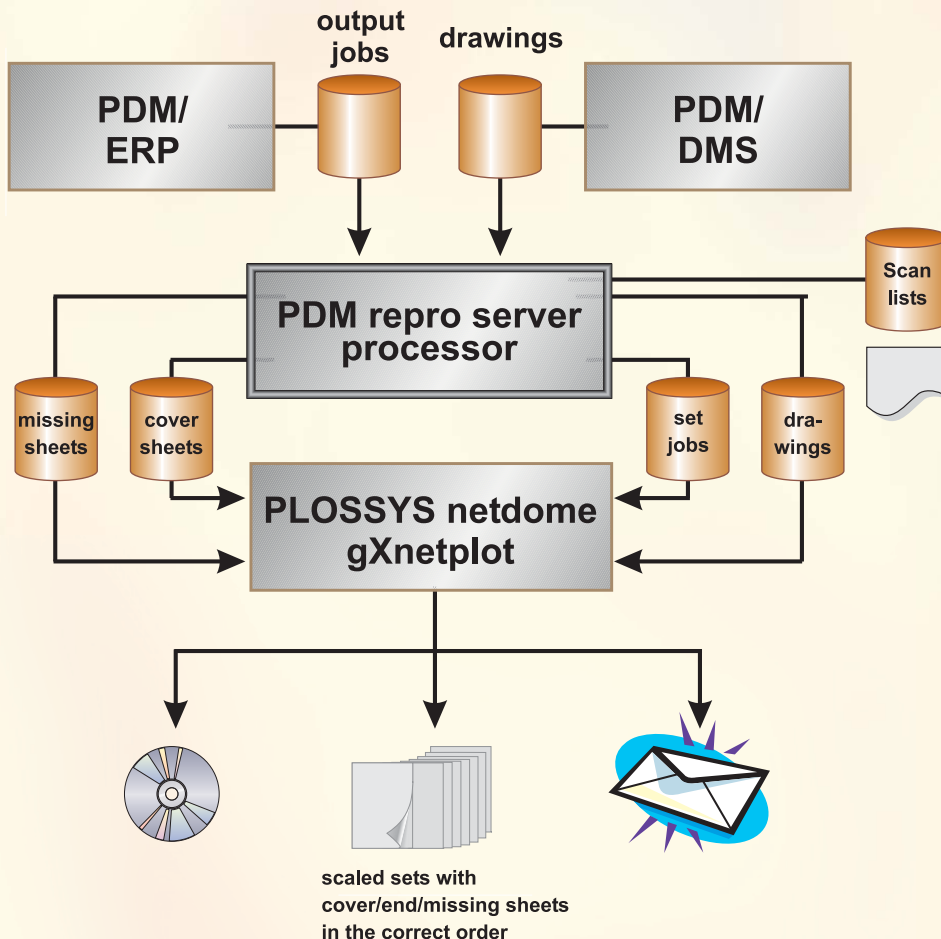 output
jobs
drawings
PDM/
ERP
PDM/
DMS
Scan
lists
PDM repro server
processor
missing
sheets
cover
sheets
set
jobs
dra-
wings
PLOSSYS netdome
gXnetplot
scaled sets with
cover/end/missing sheets
in the correct order